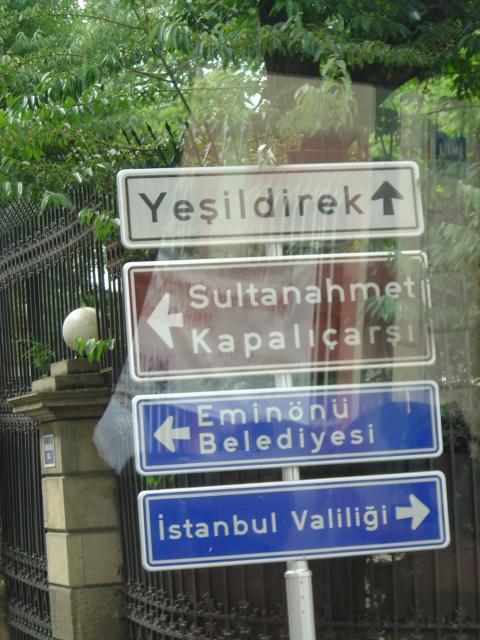 Yeşildirek
Sultanahmet
Kapalıçarşı
Eminönü
Belediyesi
İstanbul Valiliği